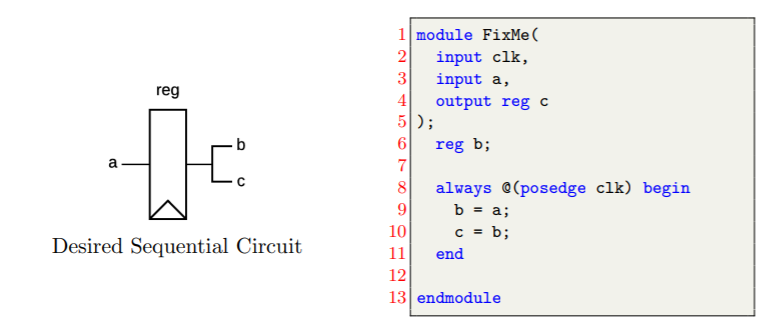 reg
a
b
c
Desired Sequential Circuit
1 module FixMe(
2   input clk,
3   input a,
4   output reg c
5 );
6   reg b;
7
8   always @(posedge clk) begin
9     b = a;
10     c = b;
11   end
12
13 endmodule